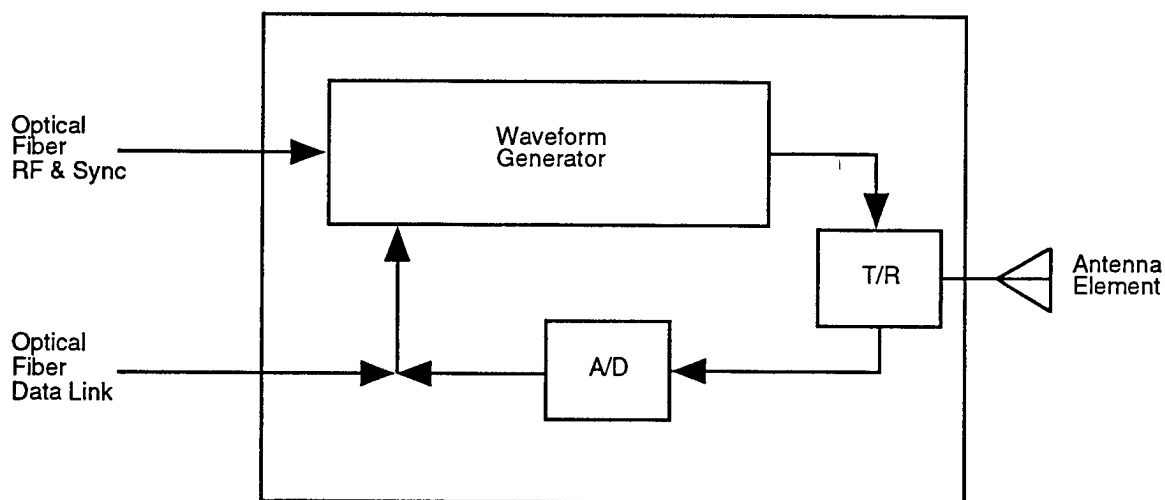 Optical
Fiber
RF & Sync
Waveform
Generator
T/R
Antenna
Element
Optical
Fiber
Data Link
A/D